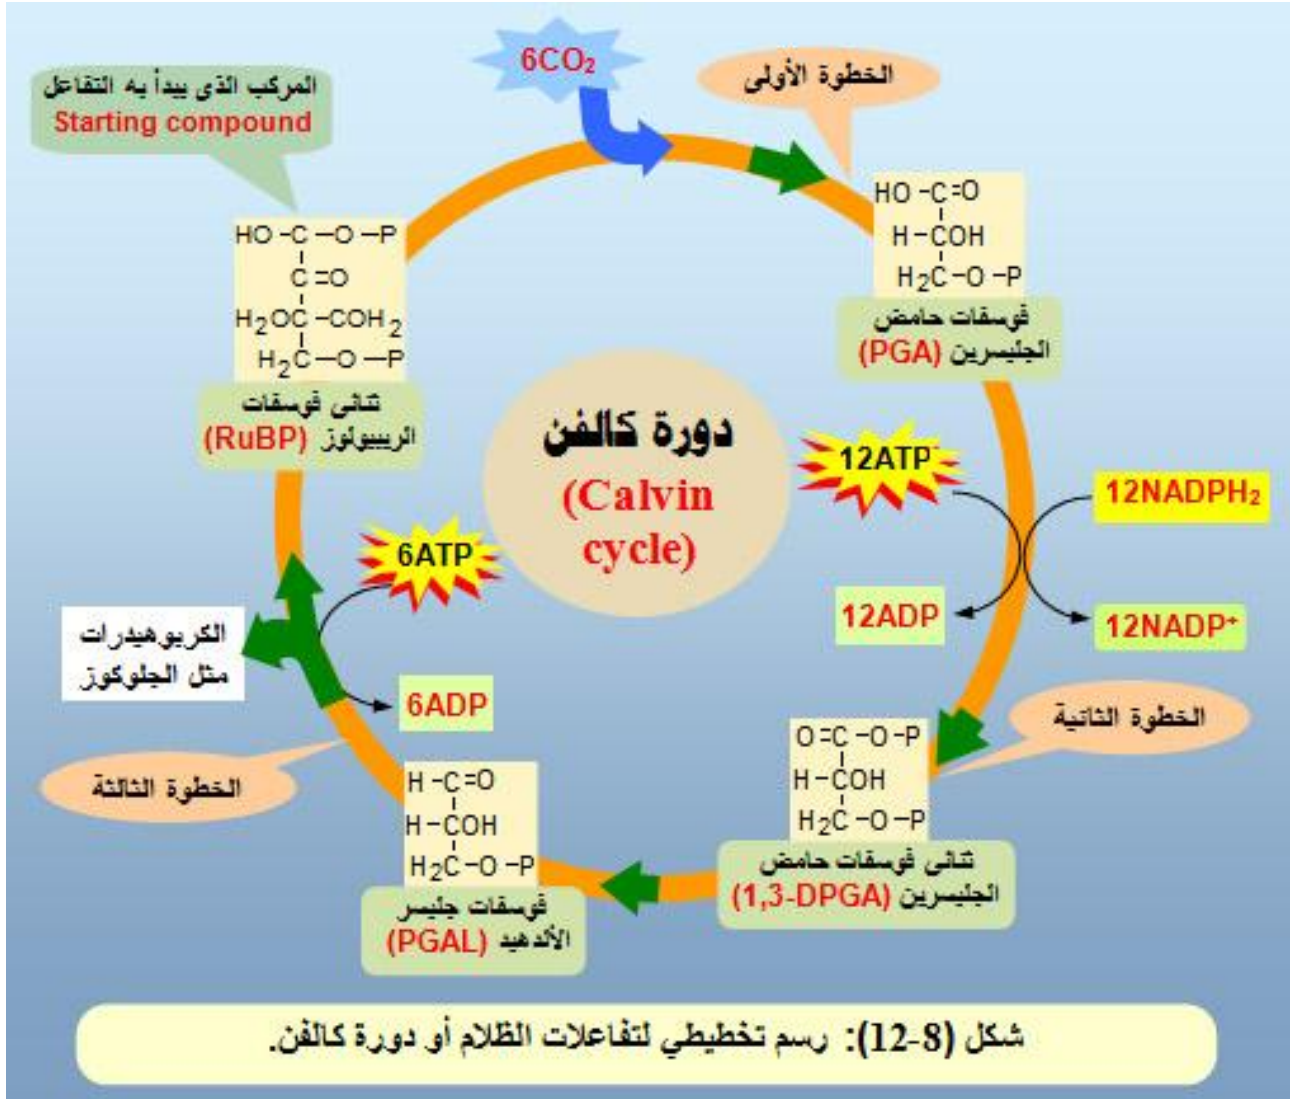 6CO₂
الخطوة الأولى
المركب الذى يبدأ به التفاعل
Starting compound
HO -C -O -P
C =O
H₂OC -COH₂
H₂C -O -P
ثنائى فوسفات
الريبيولوز (RuBP)
HO -C=O
H -COH
H₂C -O -P
فوسفات حامض
الجليسرين (PGA)
دورة كالفن
(Calvin
cycle)
12ATP
12NADPH₂
12ADP
12NADP⁺
6ATP
6ADP
الكربوهيدرات
مثل الجلوكوز
الخطوة الثانية
O=C -O -P
H -COH
H₂C -O -P
ثنائى فوسفات حامض
الجليسرين (1,3-DPGA)
الخطوة الثالثة
H -C=O
H -COH
H₂C -O -P
فوسفات جليسر
الألدهيد (PGAL)
شكل (8-12): رسم تخطيطي لتفاعلات الظلام أو دورة كالفن.